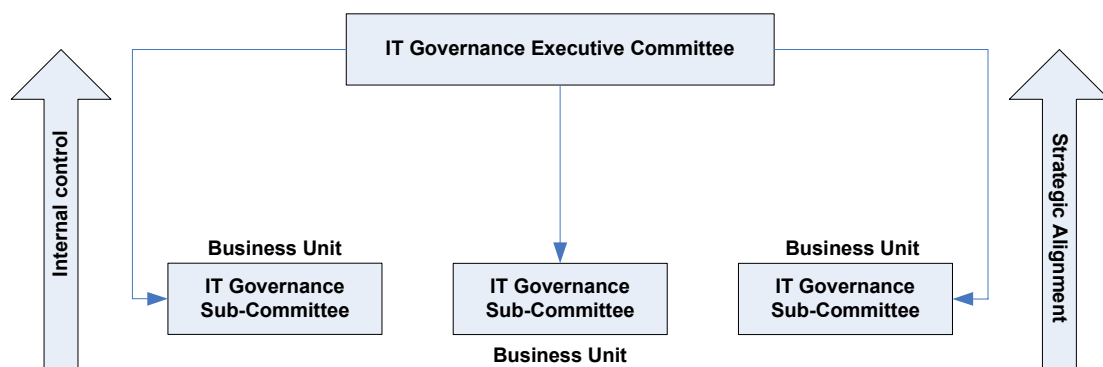 IT Governance Executive Committee
Internal control
Strategic Alignment
Business Unit
IT Governance
Sub-Committee
IT Governance
Sub-Committee
Business Unit
Business Unit
IT Governance
Sub-Committee